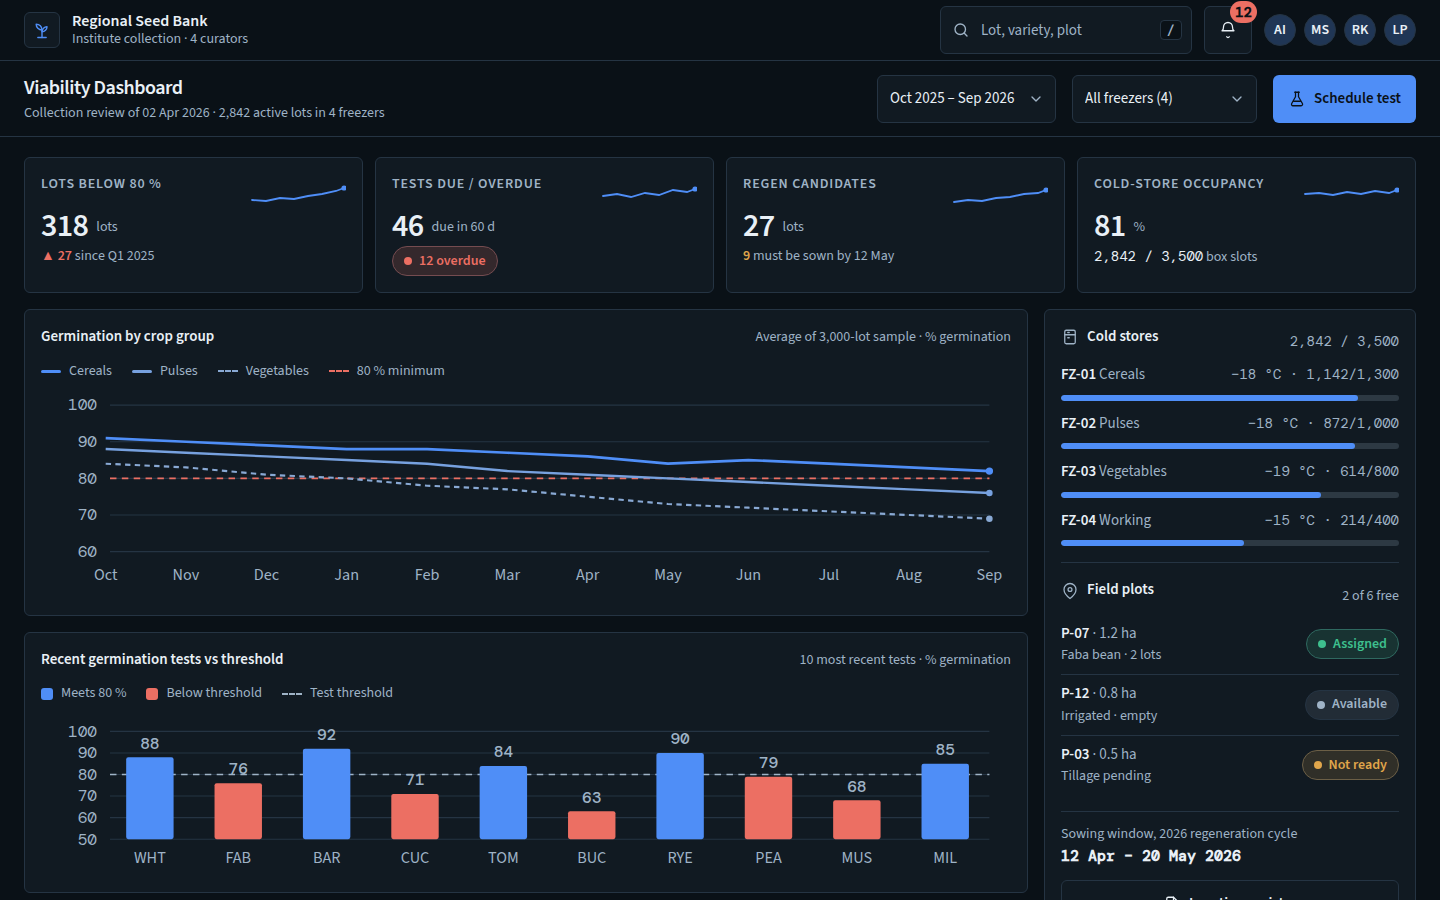 Regional Seed Bank
Institute collection · 4 curators
Lot, variety, plot
/
12
AI
MS
RK
LP
Viability Dashboard
Collection review of 02 Apr 2026 · 2,842 active lots in 4 freezers
Oct 2025 – Sep 2026
All freezers (4)
Schedule test
LOTS BELOW 80 %
318 lots
▲ 27 since Q1 2025
TESTS DUE / OVERDUE
46 due in 60 d
12 overdue
REGEN CANDIDATES
27 lots
9 must be sown by 12 May
COLD-STORE OCCUPANCY
81 %
2,842 / 3,500 box slots
Germination by crop group
Average of 3,000-lot sample · % germination
Cereals
Pulses
Vegetables
80 % minimum
100
90
80
70
60
Oct Nov Dec Jan Feb Mar Apr May Jun Jul Aug Sep
Recent germination tests vs threshold
10 most recent tests · % germination
Meets 80 %
Below threshold
Test threshold
100
90
80
70
60
50
88 76 92 71 84 63 90 79 68 85
WHT FAB BAR CUC TOM BUC RYE PEA MUS MIL
Cold stores
2,842 / 3,500
FZ-01 Cereals
−18 °C · 1,142/1,300
FZ-02 Pulses
−18 °C · 872/1,000
FZ-03 Vegetables
−19 °C · 614/800
FZ-04 Working
−15 °C · 214/400
Field plots
2 of 6 free
P-07 · 1.2 ha
Faba bean · 2 lots
Assigned
P-12 · 0.8 ha
Irrigated · empty
Available
P-03 · 0.5 ha
Tillage pending
Not ready
Sowing window, 2026 regeneration cycle
12 Apr – 20 May 2026